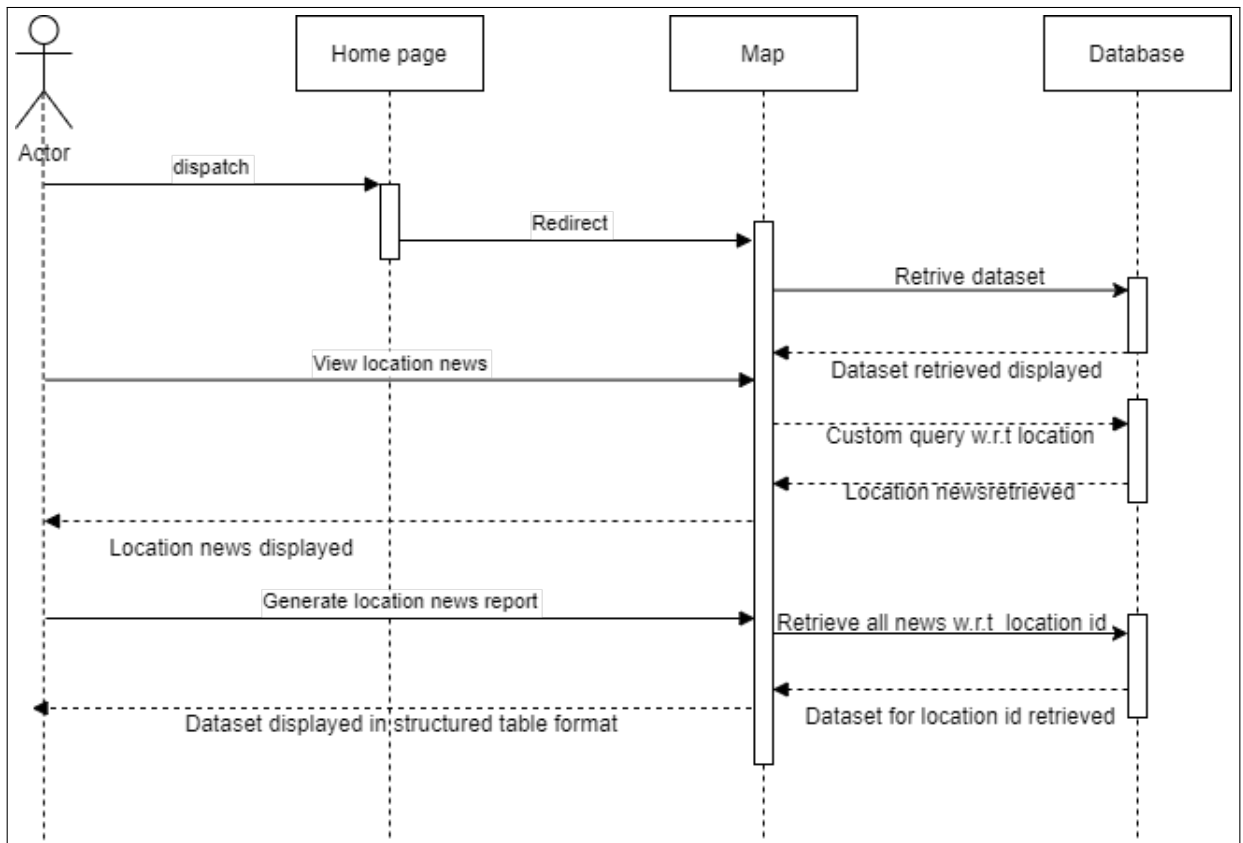 Home page
Map
Database
Actor
dispatch
Redirect
Retrive dataset
View location news
Dataset retrieved displayed
Custom query w.r.t location
Location newsretrieved
Location news displayed
Generate location news report
Retrieve all news w.r.t location id
Dataset for location id retrieved
Dataset displayed in structured table format